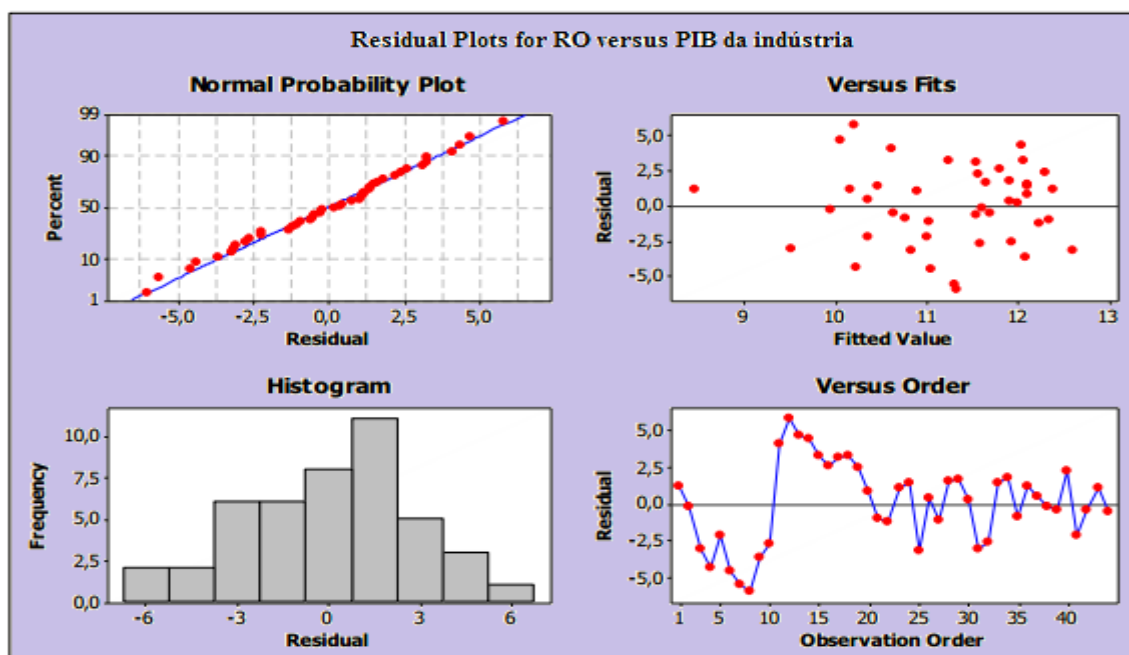 Residual Plots for RO versus PIB da indústria
Normal Probability Plot
99
90
50
10
1
Percent
-5,0 -2,5 0,0 2,5 5,0
Residual
Versus Fits
5,0
2,5
0,0
-2,5
-5,0
Residual
9 10 11 12 13
Fitted Value
Histogram
10,0
7,5
5,0
2,5
0,0
Frequency
-6 -3 0 3 6
Residual
Versus Order
5,0
2,5
0,0
-2,5
-5,0
Residual
1 5 10 15 20 25 30 35 40
Observation Order